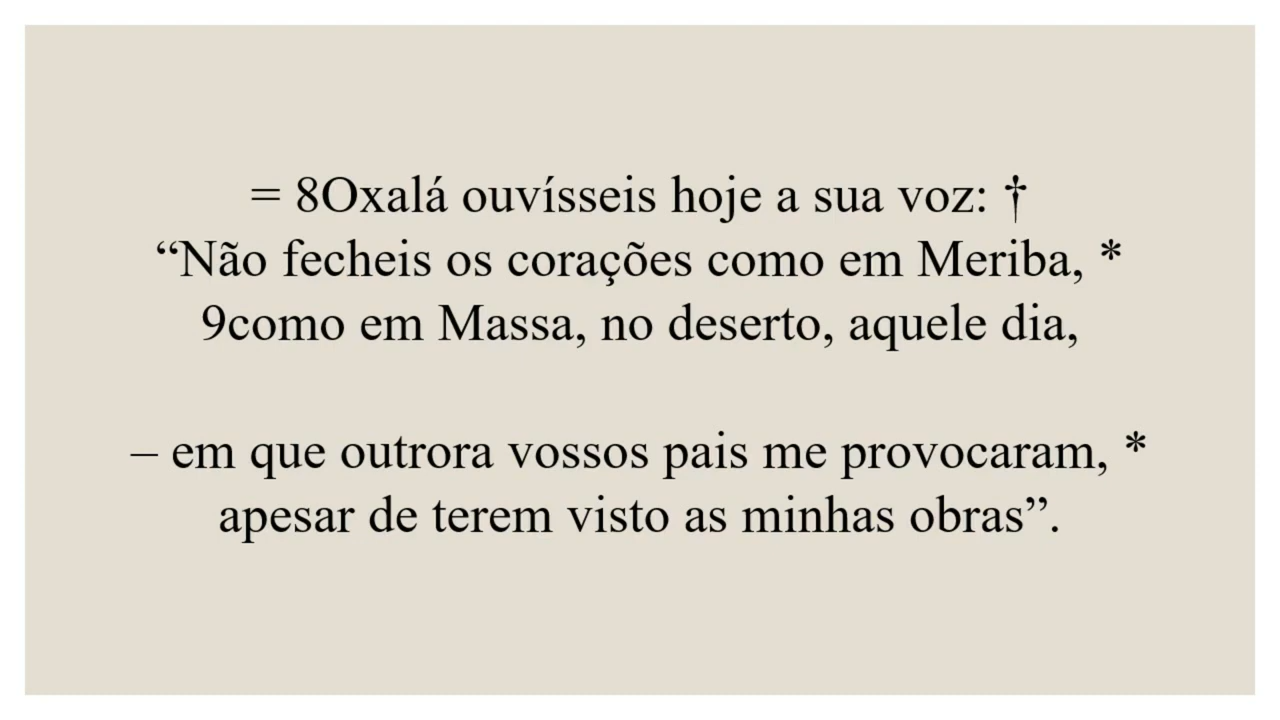 = 8Oxalá ouvísseis hoje a sua voz: †
“Não fecheis os corações como em Meriba, *
9como em Massa, no deserto, aquele dia,
– em que outrora vossos pais me provocaram, *
apesar de terem visto as minhas obras”.